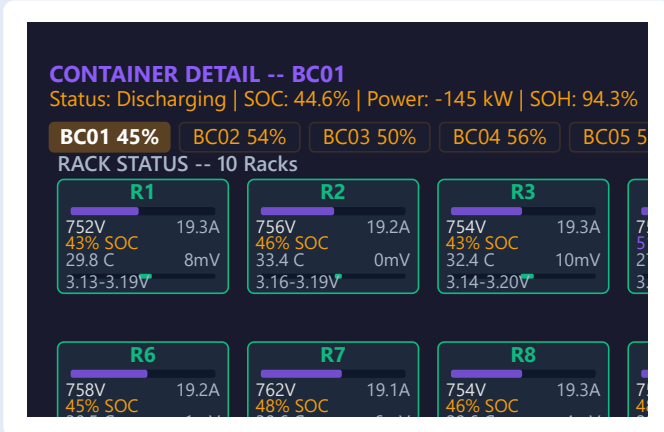 CONTAINER DETAIL -- BC01
Status: Discharging | SOC: 44.6% | Power: -145 kW | SOH: 94.3%
BC01 45% BC02 54% BC03 50% BC04 56% BC05 5
RACK STATUS -- 10 Racks
R1 R2 R3
752V 19.3A 756V 19.2A 754V 19.3A
43% SOC 46% SOC 43% SOC
29.8 C 8mV 33.4 C 0mV 32.4 C 10mV
3.13-3.19V 3.16-3.19V 3.14-3.20V
R6 R7 R8
758V 19.2A 762V 19.1A 754V 19.3A
45% SOC 48% SOC 46% SOC